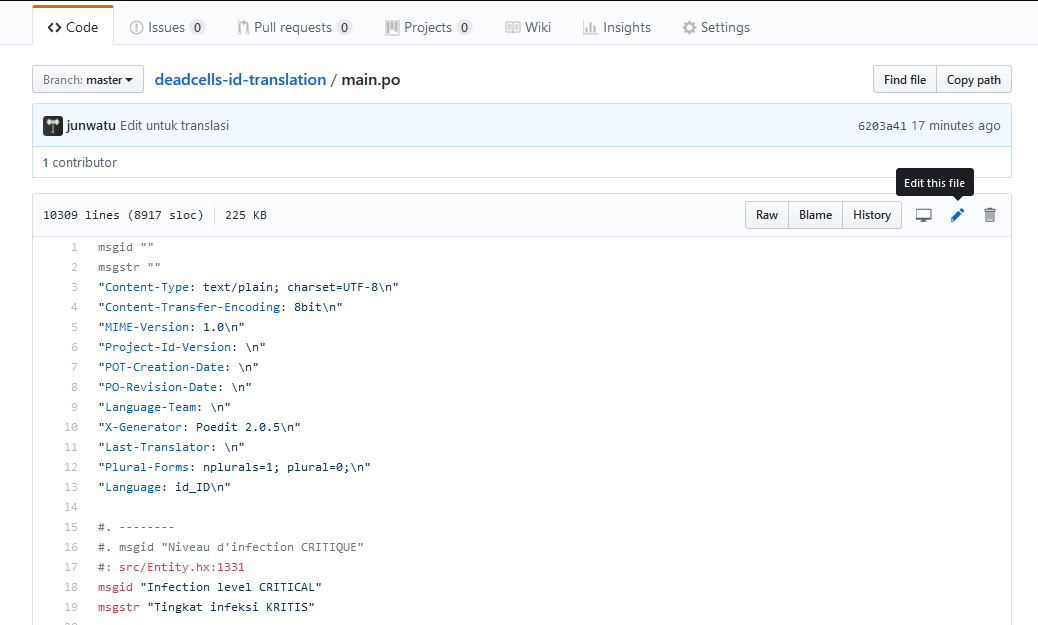 Code Issues 0 Pull requests 0 Projects 0 Wiki Insights Settings
Branch: master deadcells-id-translation / main.po Find file Copy path
junwatu Edit untuk translasi 6203a41 17 minutes ago
1 contributor
Edit this file
10309 lines (8917 sloc) 225 KB Raw Blame History
1 msgid ""
2 msgstr ""
3 "Content-Type: text/plain; charset=UTF-8\n"
4 "Content-Transfer-Encoding: 8bit\n"
5 "MIME-Version: 1.0\n"
6 "Project-Id-Version: \n"
7 "POT-Creation-Date: \n"
8 "PO-Revision-Date: \n"
9 "Language-Team: \n"
10 "X-Generator: Poedit 2.0.5\n"
11 "Last-Translator: \n"
12 "Plural-Forms: nplurals=1; plural=0;\n"
13 "Language: id_ID\n"
14
15 #. --------
16 #. msgid "Niveau d'infection CRITIQUE"
17 #: src/Entity.hx:1331
18 msgid "Infection level CRITICAL"
19 msgstr "Tingkat infeksi KRITIS"